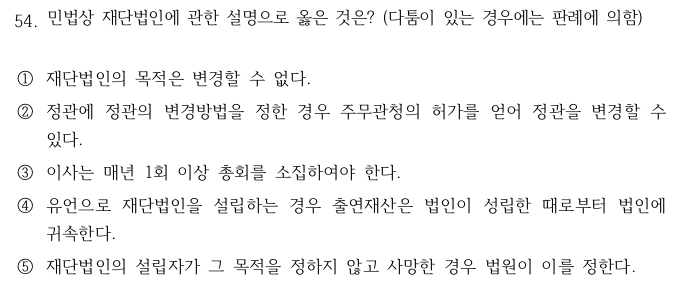 54. 민법상 재단법인에 관한 설명으로 옳은 것은? (다툼이 있는 경우에는 판례에 의함)
① 재단법인의 목적은 변경할 수 없다.
② 정관에 정관의 변경방법을 정한 경우 주무관청의 허가를 얻어 정관을 변경할 수
있다.
③ 이사는 매년 1회 이상 총회를 소집하여야 한다.
④ 유언으로 재단법인을 설립하는 경우 출연재산은 법인이 성립한 때로부터 법인에
귀속한다.
⑤ 재단법인의 설립자가 그 목적을 정하지 않고 사망한 경우 법원이 이를 정한다.